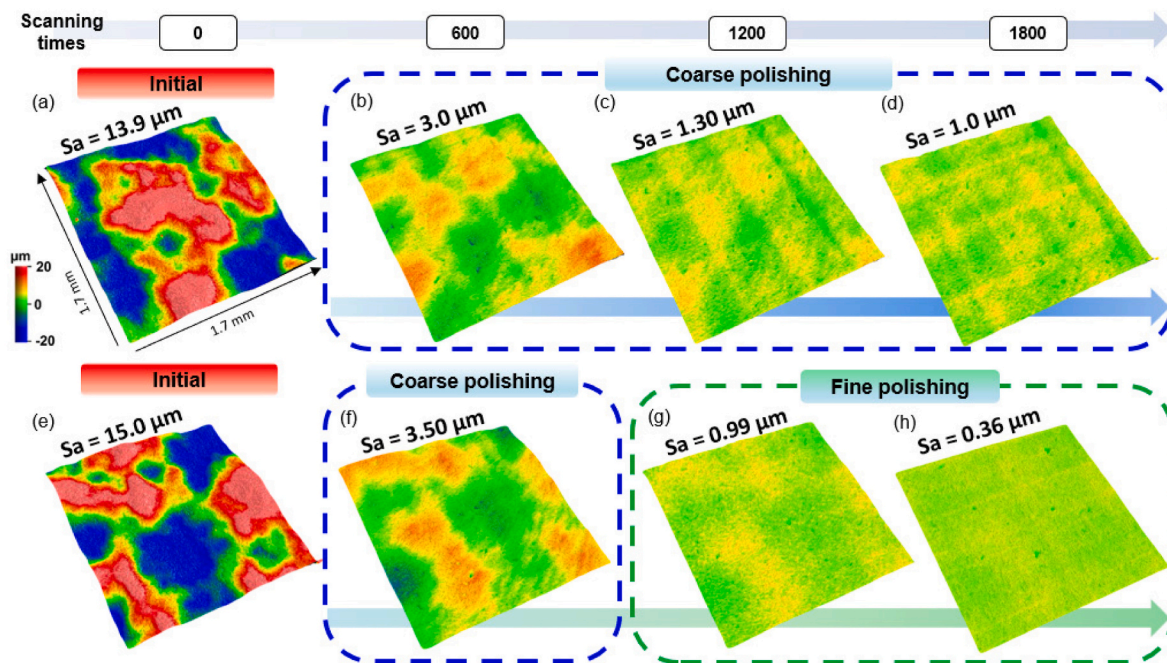 Scanning
times
0
600
1200
1800
Initial
Coarse polishing
(a)
Sa = 13.9 μm
(b)
Sa = 3.0 μm
(c)
Sa = 1.30 μm
(d)
Sa = 1.0 μm
μm
20
0
-20
1.7 mm
1.7 mm
Initial
Coarse polishing
Fine polishing
(e)
Sa = 15.0 μm
(f)
Sa = 3.50 μm
(g)
Sa = 0.99 μm
(h)
Sa = 0.36 μm